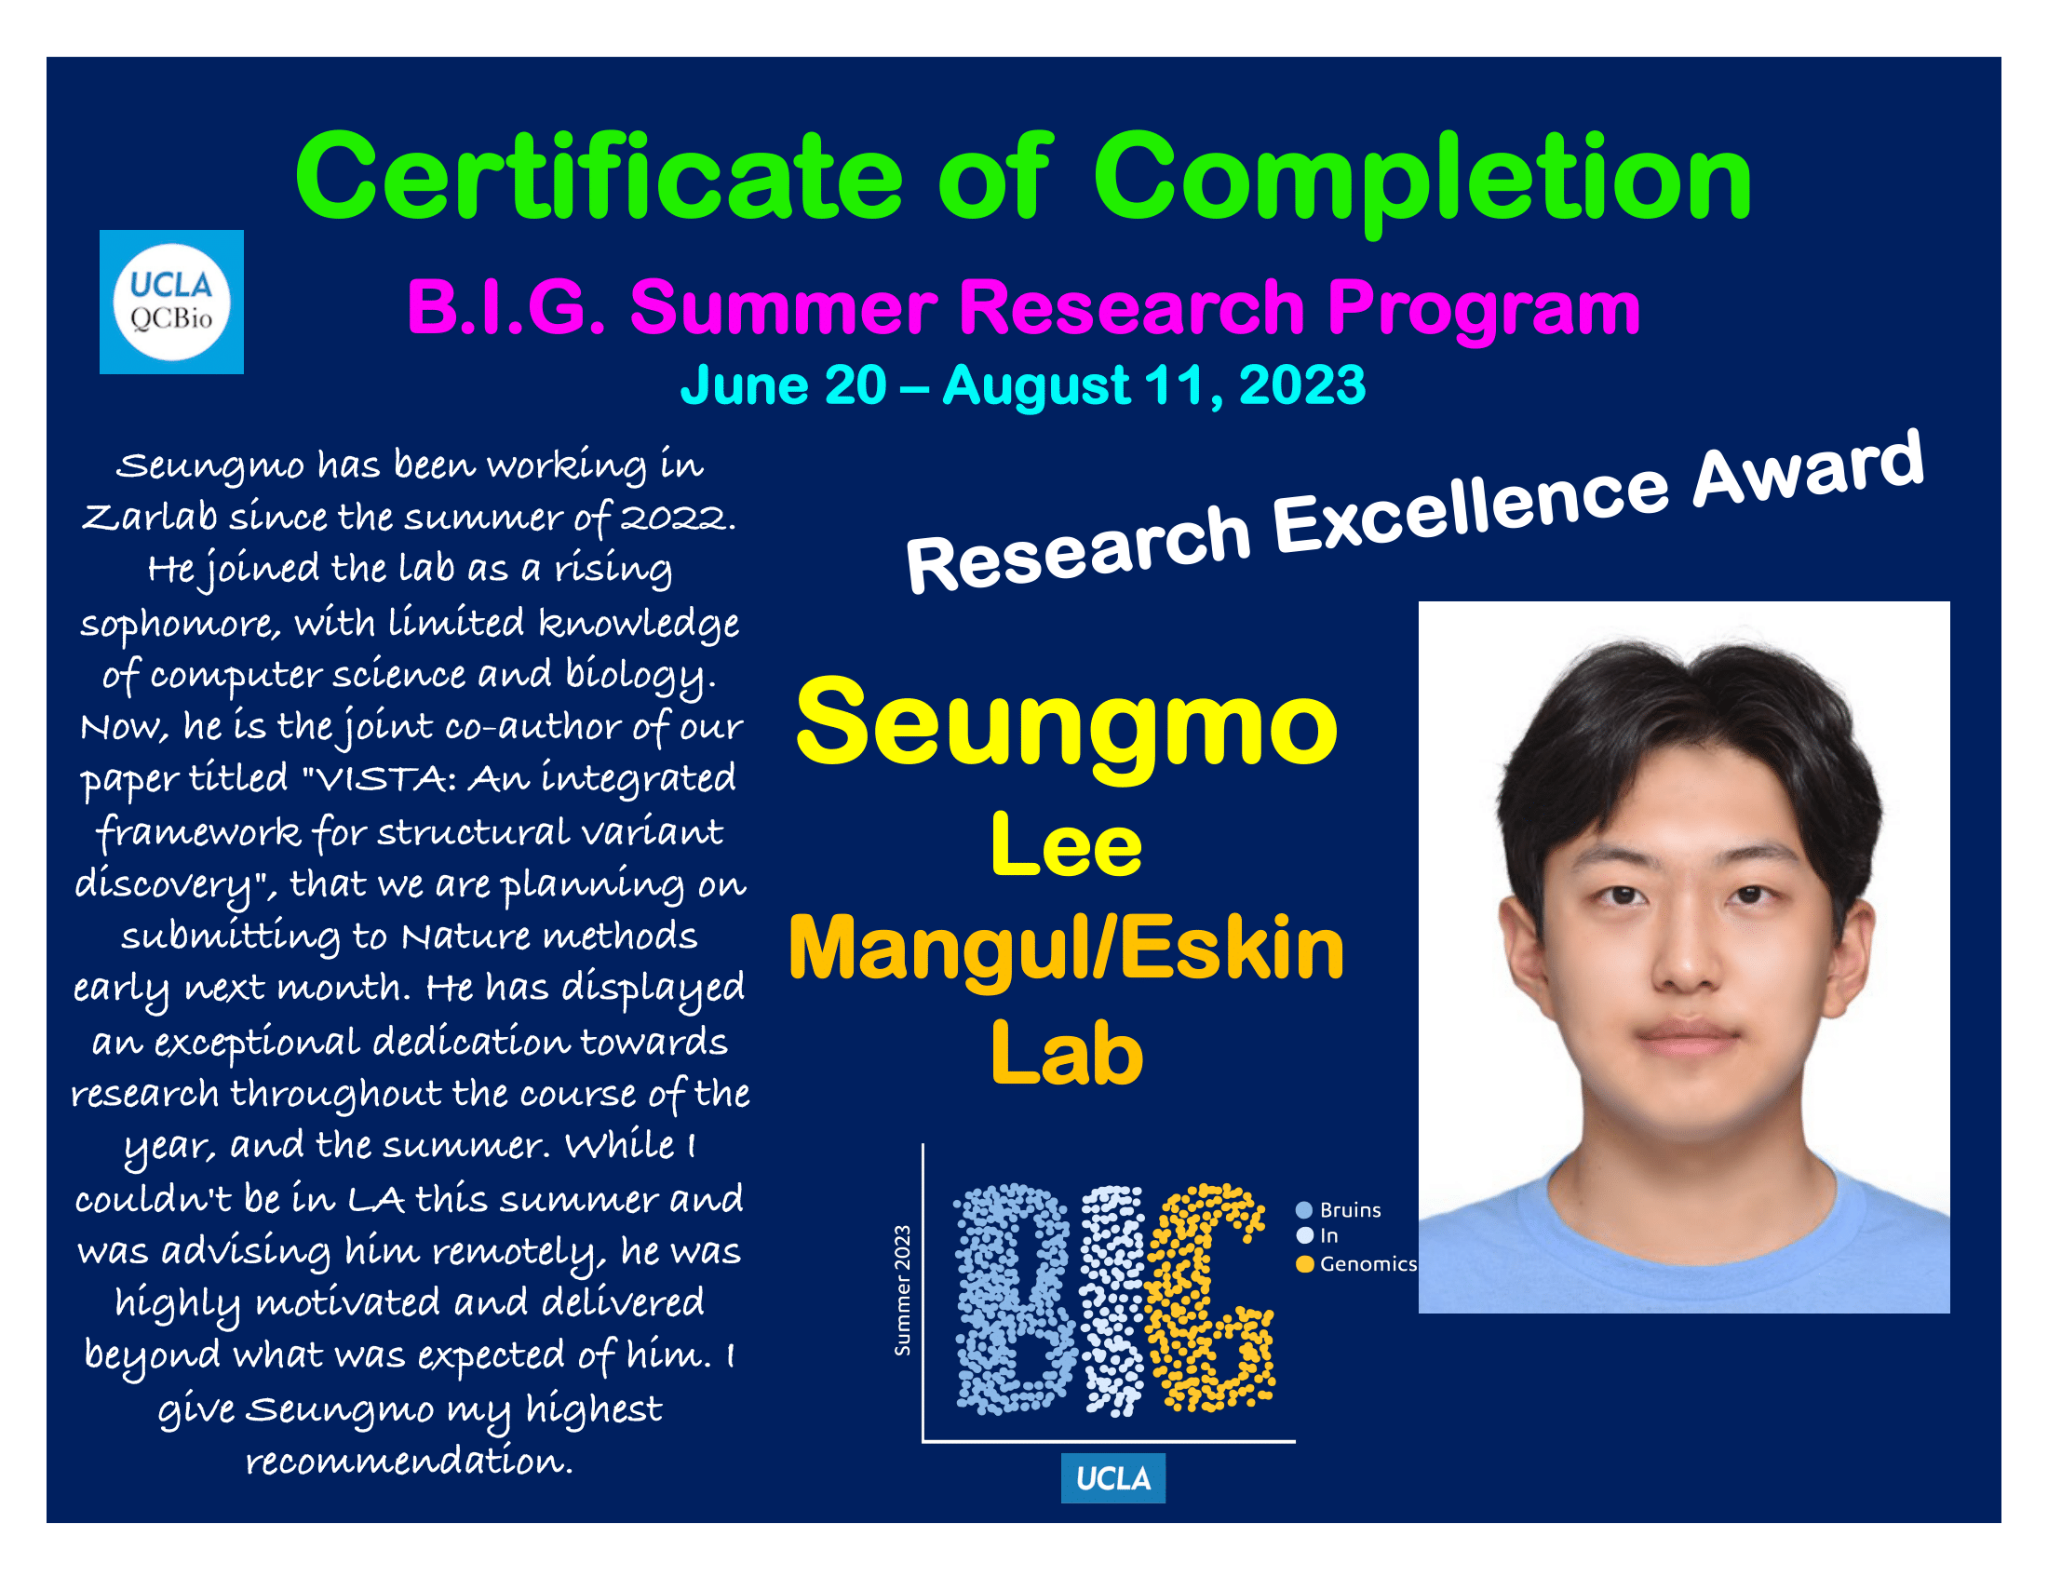 Certificate of Completion
UCLA
QCBio
B.I.G. Summer Research Program
June 20 – August 11, 2023
Seungmo has been working in
Zarlab since the summer of 2022.
He joined the lab as a rising
sophomore, with limited knowledge
of computer science and biology.
Now, he is the joint co-author of our
paper titled "VISTA: An integrated
framework for structural variant
discovery", that we are planning on
submitting to Nature methods
early next month. He has displayed
an exceptional dedication towards
research throughout the course of the
year, and the summer. While I
couldn't be in LA this summer and
was advising him remotely, he was
highly motivated and delivered
beyond what was expected of him. I
give Seungmo my highest
recommendation.
Research Excellence Award
Seungmo
Lee
Mangul/Eskin
Lab
Summer 2023
BIG
Bruins
In
Genomics
UCLA